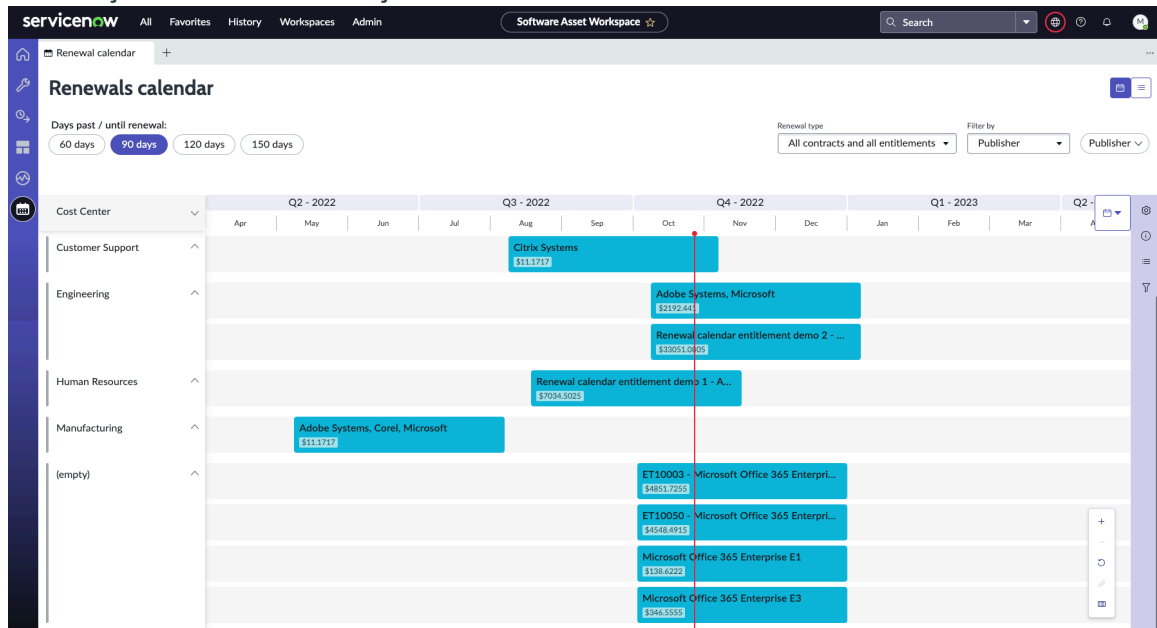 servicenow All Favorites History Workspaces Admin Software Asset Workspace Search M
Renewal calendar
Renewals calendar
Days past / until renewal:
60 days 90 days 120 days 150 days
Renewal type Filter by
All contracts and all entitlements Publisher Publisher
Cost Center
Q2 - 2022 Q3 - 2022 Q4 - 2022 Q1 - 2023 Q2 -
Apr May Jun Jul Aug Sep Oct Nov Dec Jan Feb Mar
Customer Support
Citrix Systems
$11.1717
Engineering
Adobe Systems, Microsoft
$2192.441
Renewal calendar entitlement demo 2 - ...
$33051.0805
Human Resources
Renewal calendar entitlement demo 1 - A...
$7034.5025
Manufacturing
Adobe Systems, Corel, Microsoft
$11.1717
(empty)
ET10003 - Microsoft Office 365 Enterpri...
$4851.7255
ET10050 - Microsoft Office 365 Enterpri...
$4548.4915
Microsoft Office 365 Enterprise E1
$138.6222
Microsoft Office 365 Enterprise E3
$346.5555